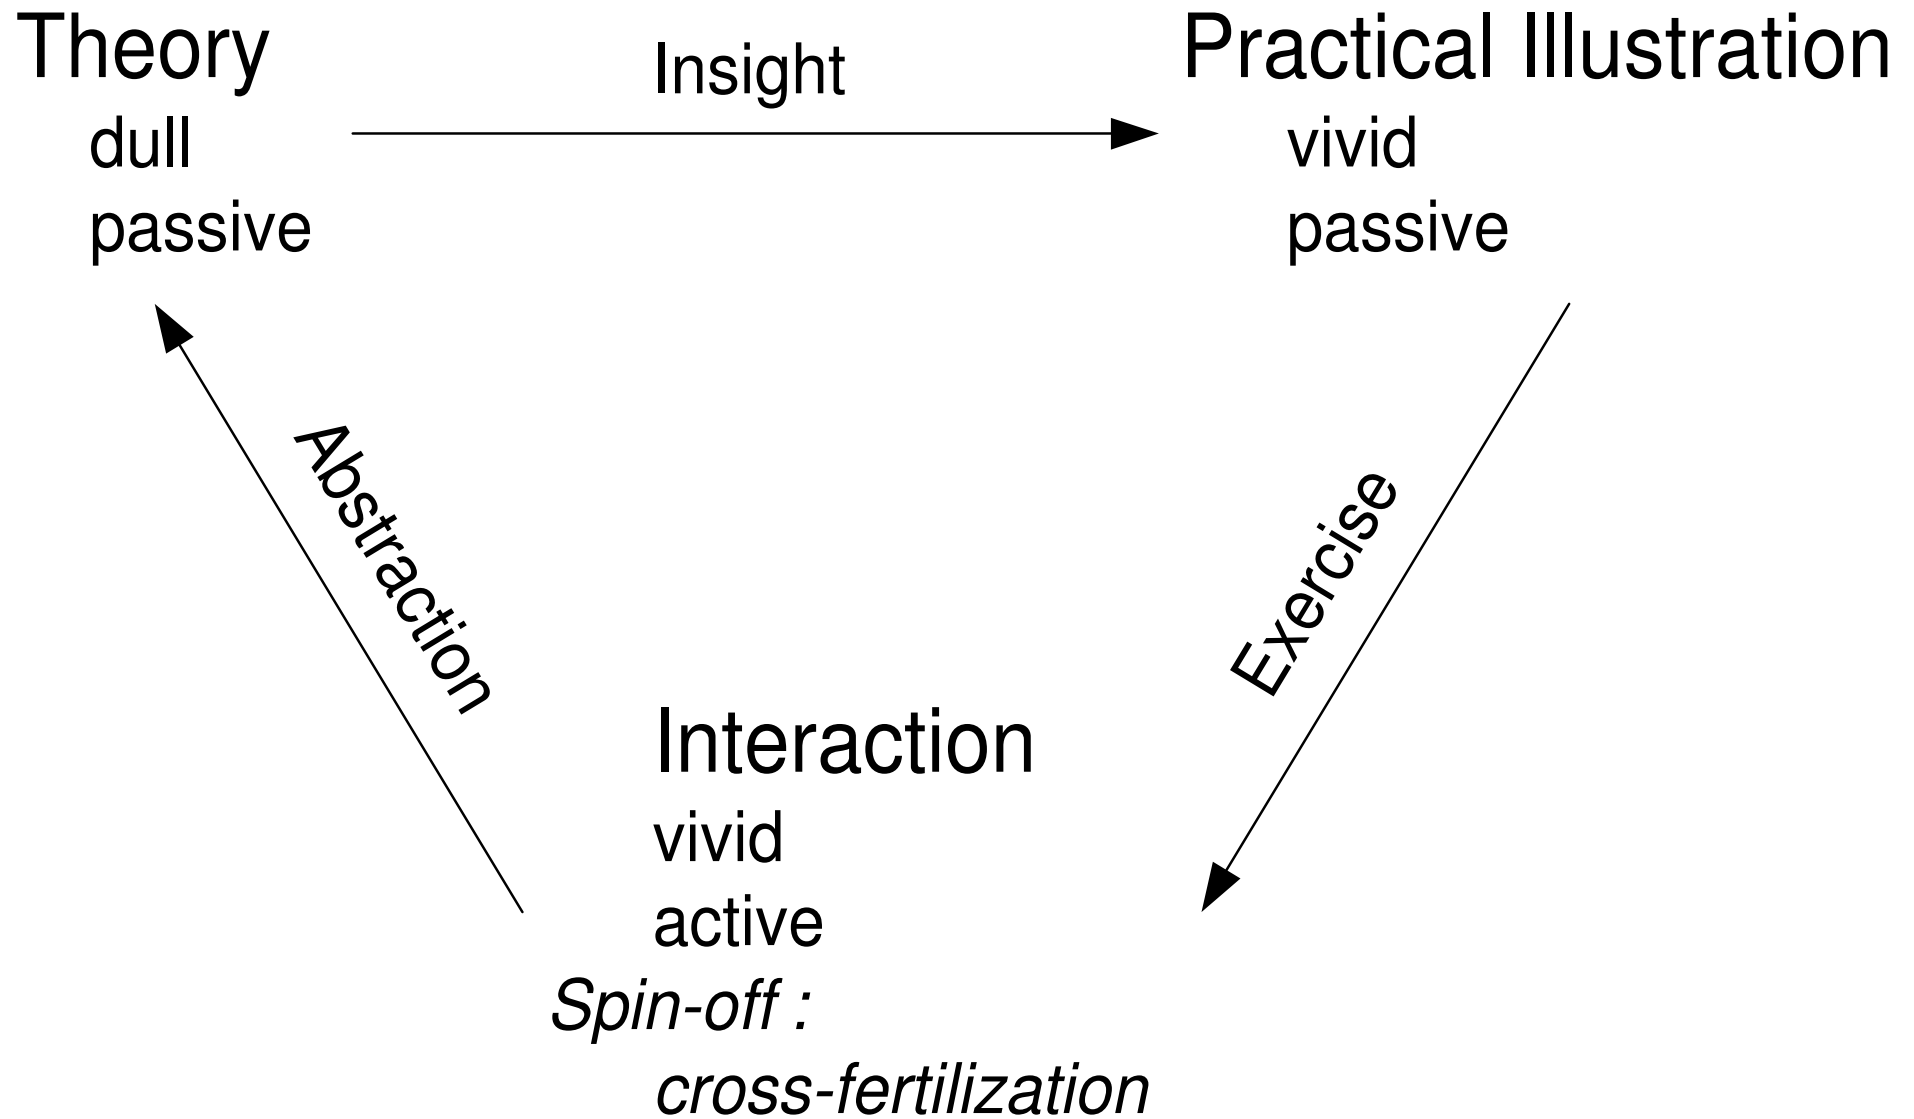 Theory
dull
passive
Insight
Practical Illustration
vivid
passive
Abstraction
Exercise
Interaction
vivid
active
Spin-off :
cross-fertilization